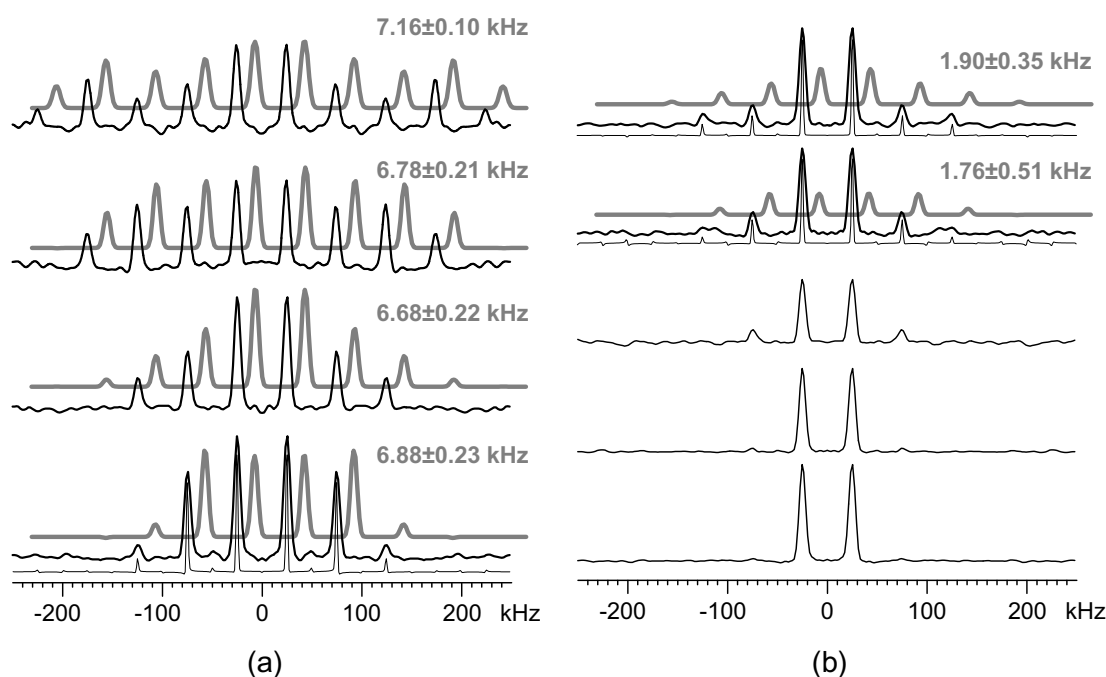 7.16±0.10 kHz
6.78±0.21 kHz
6.68±0.22 kHz
6.88±0.23 kHz
-200 -100 0 100 200 kHz
(a)
1.90±0.35 kHz
1.76±0.51 kHz
-200 -100 0 100 200 kHz
(b)